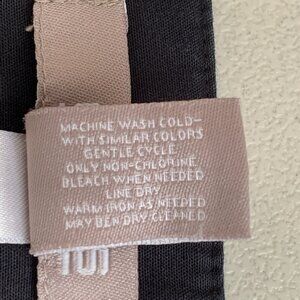 MACHINE WASH COLD–
WITH SIMILAR COLORS
GENTLE CYCLE
ONLY NON-CHLORINE
BLEACH WHEN NEEDED
LINE DRY
WARM IRON AS NEEDED
MAY BEN DRY CLEANED